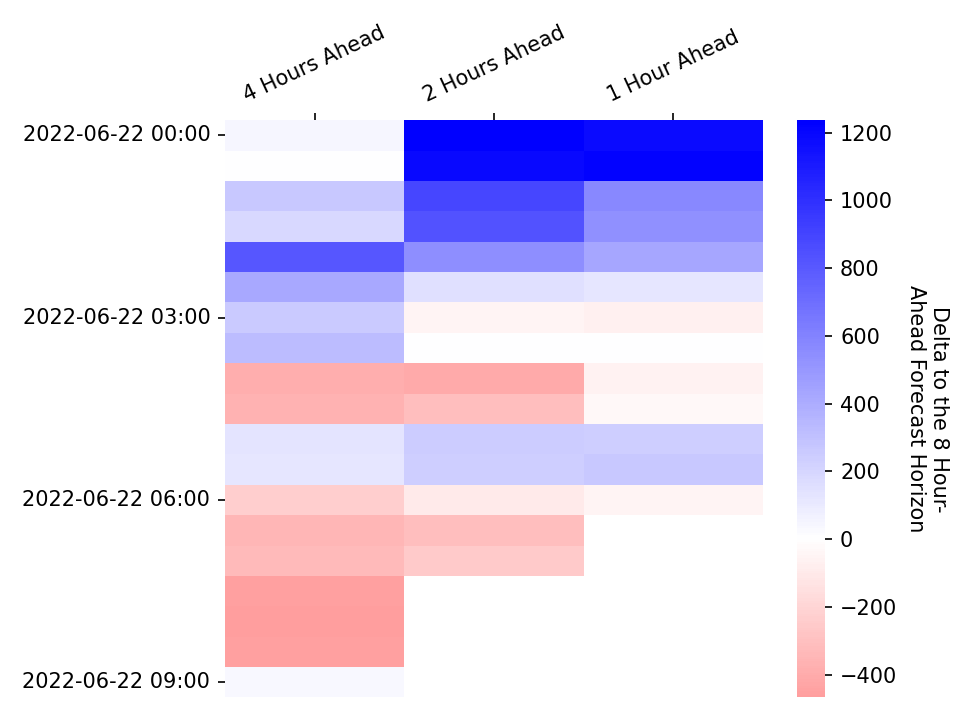 4 Hours Ahead
2 Hours Ahead
1 Hour Ahead
2022-06-22 00:00
2022-06-22 03:00
2022-06-22 06:00
2022-06-22 09:00
1200
1000
800
600
400
200
0
−200
−400
Delta to the 8 Hour-
Ahead Forecast Horizon